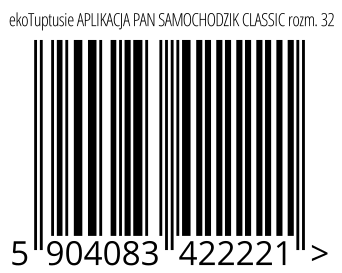 ekoTuptusie APLIKACJA PAN SAMOCHODZIK CLASSIC rozm. 32
5 904083 422221 >